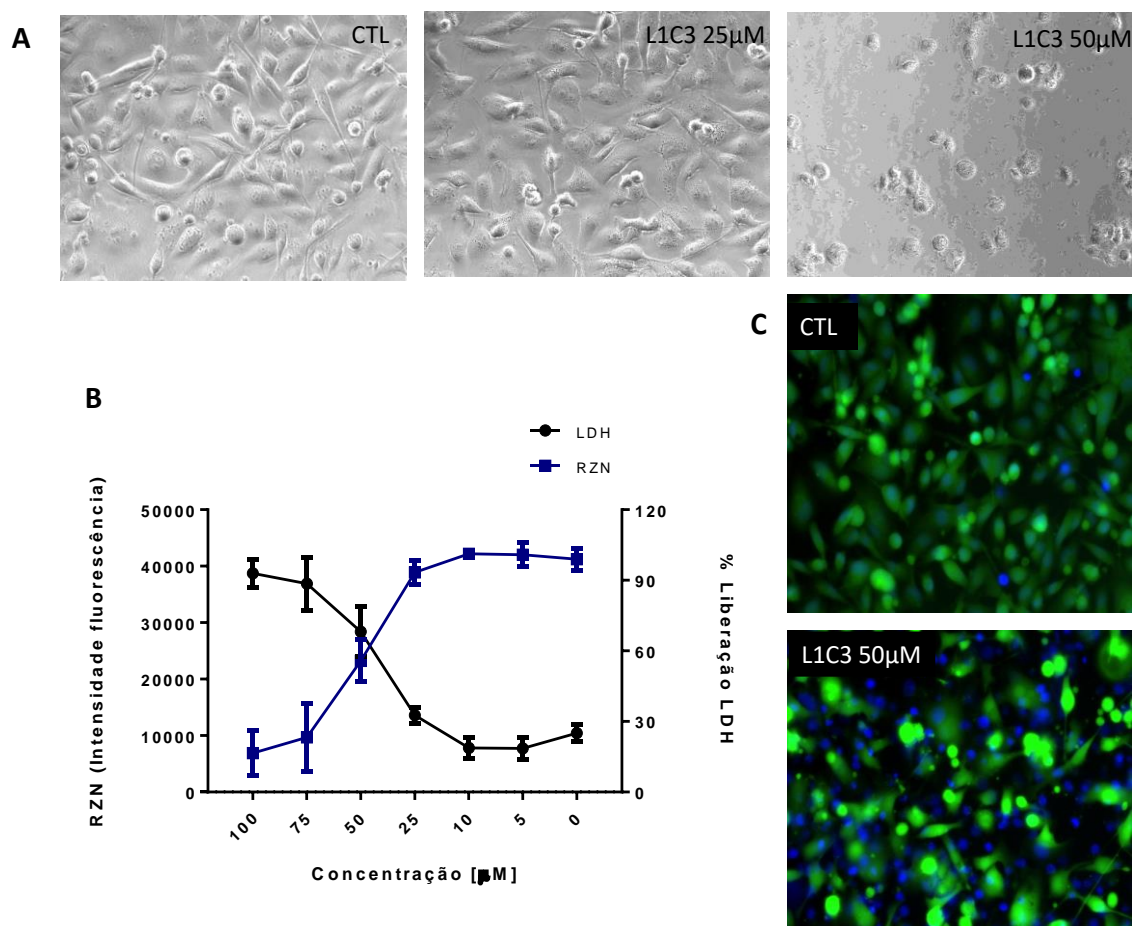 A
CTL
L1C3 25µM
L1C3 50µM
C
CTL
B
LDH
RZN
RZN (Intensidade fluorescência)
50000
40000
30000
20000
10000
0
120
90
60
30
0
% Liberação LDH
100 75 50 25 10 5 0
Concentração [µM]
L1C3 50µM